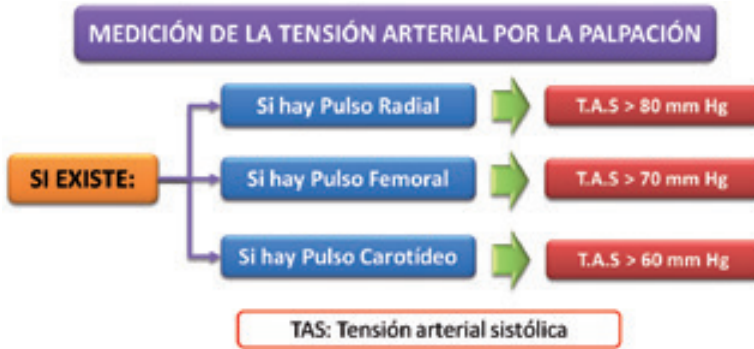 MEDICIÓN DE LA TENSIÓN ARTERIAL POR LA PALPACIÓN
SI EXISTE:
Si hay Pulso Radial
T.A.S > 80 mm Hg
Si hay Pulso Femoral
T.A.S > 70 mm Hg
Si hay Pulso Carotídeo
T.A.S > 60 mm Hg
TAS: Tensión arterial sistólica